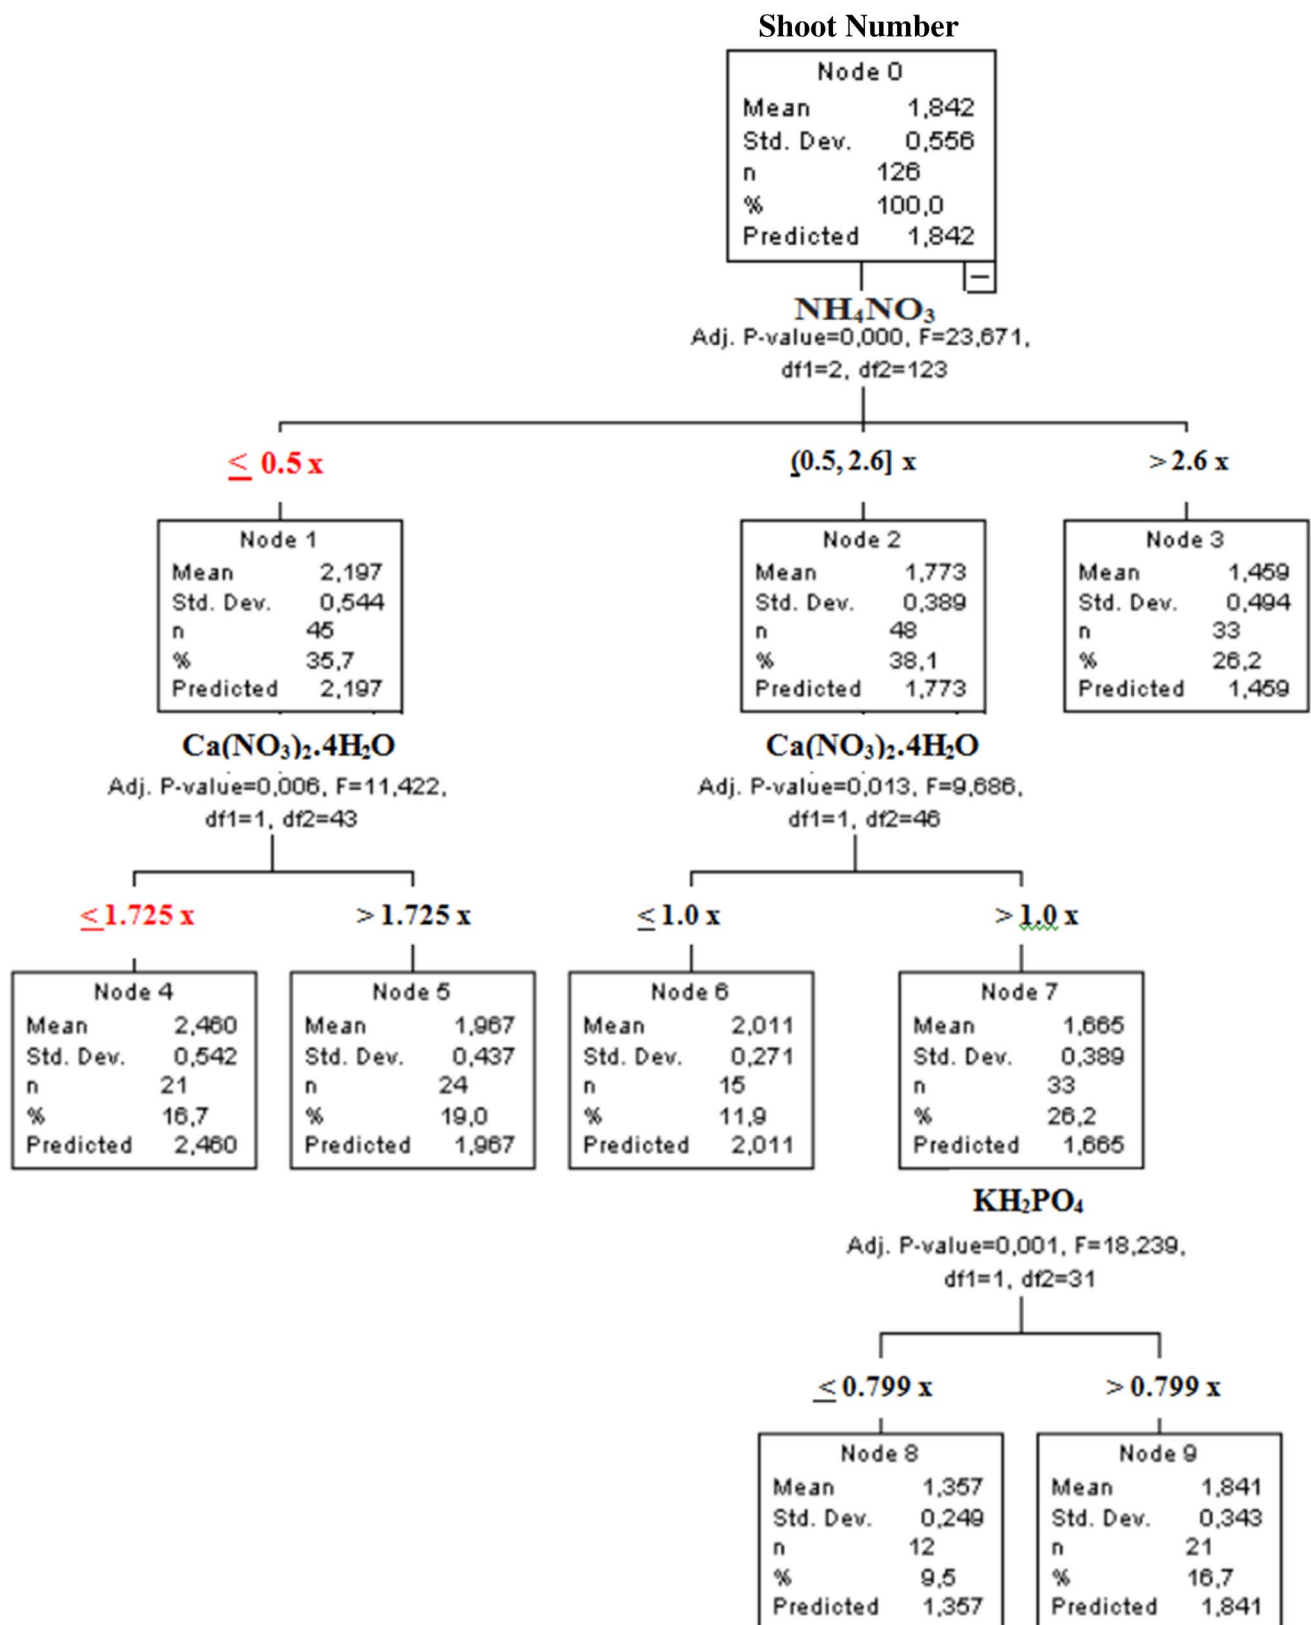 Shoot Number
Node 0
Mean 1,842
Std. Dev. 0,556
n 126
% 100,0
Predicted 1,842
NH₄NO₃
Adj. P-value=0,000, F=23,671,
df1=2, df2=123
≤ 0.5 x
(0.5, 2.6] x
> 2.6 x
Node 1
Mean 2,197
Std. Dev. 0,544
n 45
% 35,7
Predicted 2,197
Node 2
Mean 1,773
Std. Dev. 0,389
n 48
% 38,1
Predicted 1,773
Node 3
Mean 1,459
Std. Dev. 0,494
n 33
% 26,2
Predicted 1,459
Ca(NO₃)₂.4H₂O
Adj. P-value=0,006, F=11,422,
df1=1, df2=43
Ca(NO₃)₂.4H₂O
Adj. P-value=0,013, F=9,686,
df1=1, df2=46
≤ 1.725 x
> 1.725 x
≤ 1.0 x
> 1.0 x
Node 4
Mean 2,460
Std. Dev. 0,542
n 21
% 16,7
Predicted 2,460
Node 5
Mean 1,967
Std. Dev. 0,437
n 24
% 19,0
Predicted 1,967
Node 6
Mean 2,011
Std. Dev. 0,271
n 15
% 11,9
Predicted 2,011
Node 7
Mean 1,665
Std. Dev. 0,389
n 33
% 26,2
Predicted 1,665
KH₂PO₄
Adj. P-value=0,001, F=18,239,
df1=1, df2=31
≤ 0.799 x
> 0.799 x
Node 8
Mean 1,357
Std. Dev. 0,249
n 12
% 9,5
Predicted 1,357
Node 9
Mean 1,841
Std. Dev. 0,343
n 21
% 16,7
Predicted 1,841